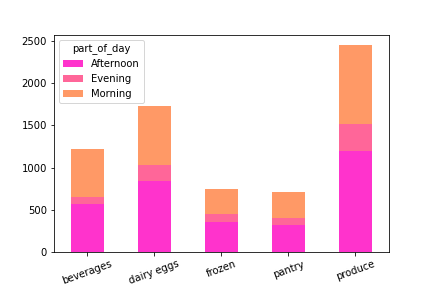 2500
2000
1500
1000
500
0
part_of_day
Afternoon
Evening
Morning
beverages
dairy eggs
frozen
pantry
produce